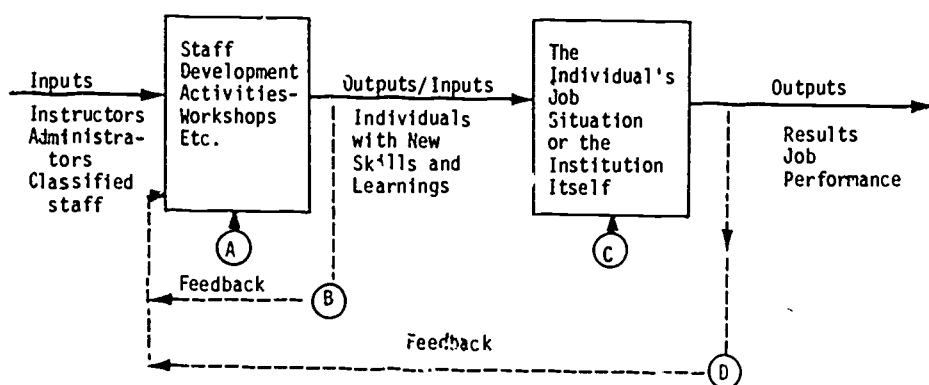 Inputs
Instructors
Administra-
tors
Classified
staff
Staff
Development
Activities-
Workshops
Etc.
Outputs/Inputs
Individuals
with New
Skills and
Learnings
The
Individual's
Job
Situation
or the
Institution
Itself
Outputs
Results
Job
Performance
A
C
Feedback
B
Feedback
D